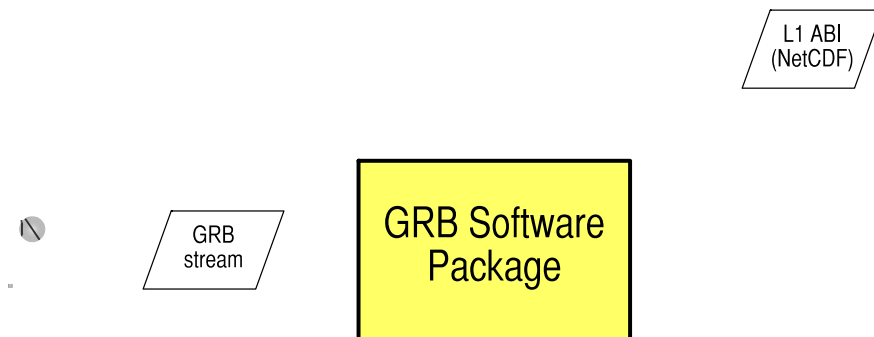 L1 ABI
(NetCDF)
GRB
stream
GRB Software
Package